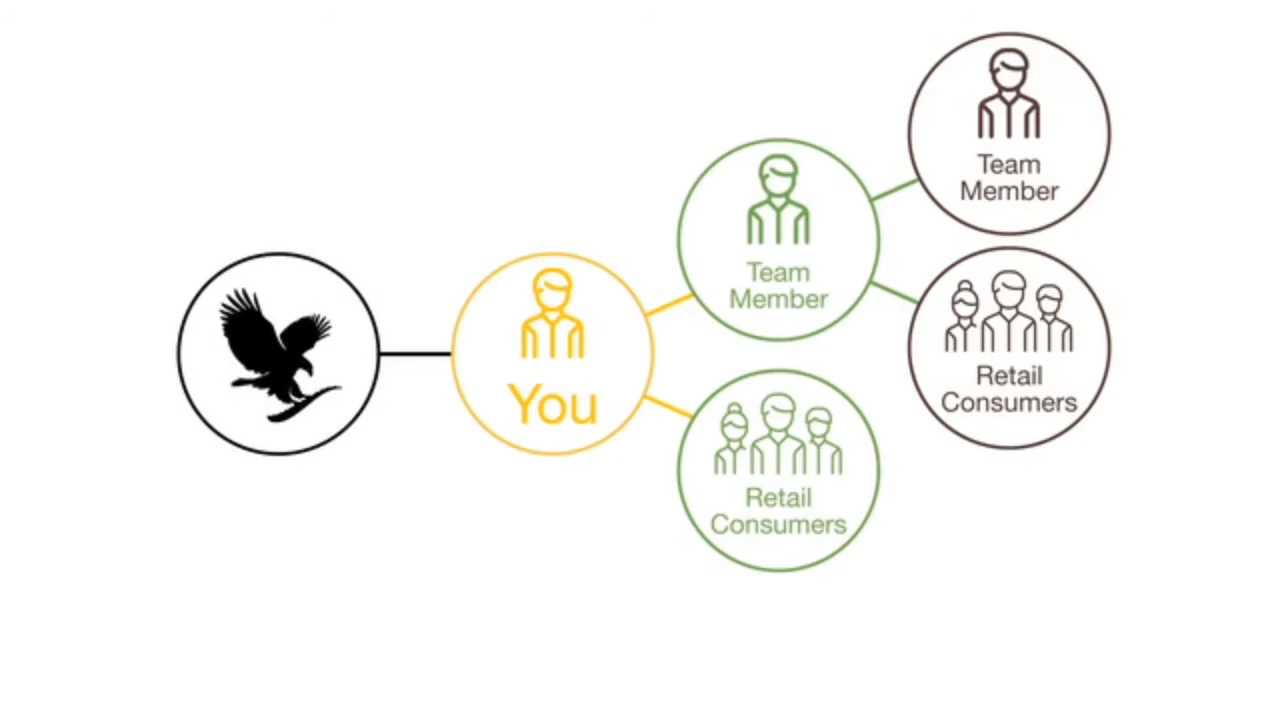 You
Team
Member
Retail
Consumers
Team
Member
Retail
Consumers